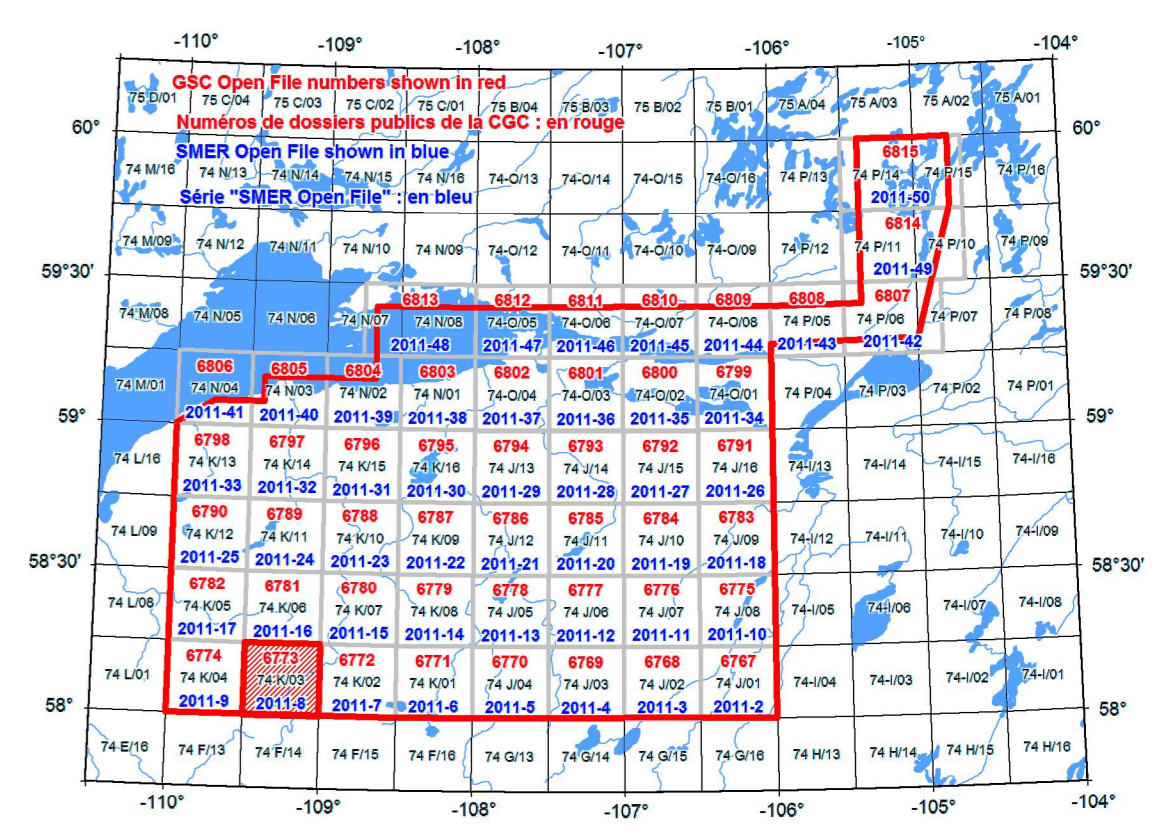 -110° -109° -108° -107° -106° -105° -104°
GSC Open File numbers shown in red
75 D/01 75 C/04 75 C/03 75 C/02 75 C/01 75 B/04 75 B/03 75 B/02 75 B/01 75 A/04 75 A/03 75 A/02 75 A/01
Numéros de dossiers publics de la CGC : en rouge
60° 60°
SMER Open File shown in blue
6815
74 M/16 74 N/13 74 N/14 74 N/15 74 N/16 74-O/13 74-O/14 74-O/15 74-O/16 74 P/13 74 P/14 74 P/15 74 P/16
Série "SMER Open File" : en bleu
2011-50
6814
74 M/09 74 N/12 74 N/11 74 N/10 74 N/09 74-O/12 74-O/11 74-O/10 74-O/09 74 P/12 74 P/11 74 P/10 74 P/09
2011-49
59°30' 59°30'
6813 6812 6811 6810 6809 6808 6807
74 M/08 74 N/05 74 N/06 74 N/07 74 N/08 74-O/05 74-O/06 74-O/07 74-O/08 74 P/05 74 P/06 74 P/07 74 P/08
2011-48 2011-47 2011-46 2011-45 2011-44 2011-43 2011-42
6806 6805 6804 6803 6802 6801 6800 6799
74 M/01 74 N/04 74 N/03 74 N/02 74 N/01 74-O/04 74-O/03 74-O/02 74-O/01 74 P/04 74 P/03 74 P/02 74 P/01
59° 2011-41 2011-40 2011-39 2011-38 2011-37 2011-36 2011-35 2011-34 59°
6798 6797 6796 6795 6794 6793 6792 6791
74 L/16 74 K/13 74 K/14 74 K/15 74 K/16 74 J/13 74 J/14 74 J/15 74 J/16 74-I/13 74-I/14 74-I/15 74-I/16
2011-33 2011-32 2011-31 2011-30 2011-29 2011-28 2011-27 2011-26
6790 6789 6788 6787 6786 6785 6784 6783
74 L/09 74 K/12 74 K/11 74 K/10 74 K/09 74 J/12 74 J/11 74 J/10 74 J/09 74-I/12 74-I/11 74-I/10 74-I/09
58°30' 2011-25 2011-24 2011-23 2011-22 2011-21 2011-20 2011-19 2011-18 58°30'
6782 6781 6780 6779 6778 6777 6776 6775
74 L/08 74 K/05 74 K/06 74 K/07 74 K/08 74 J/05 74 J/06 74 J/07 74 J/08 74-I/05 74-I/06 74-I/07 74-I/08
2011-17 2011-16 2011-15 2011-14 2011-13 2011-12 2011-11 2011-10
6774 6773 6772 6771 6770 6769 6768 6767
74 L/01 74 K/04 74 K/03 74 K/02 74 K/01 74 J/04 74 J/03 74 J/02 74 J/01 74-I/04 74-I/03 74-I/02 74-I/01
58° 2011-9 2011-8 2011-7 2011-6 2011-5 2011-4 2011-3 2011-2 58°
74 E/16 74 F/13 74 F/14 74 F/15 74 F/16 74 G/13 74 G/14 74 G/15 74 G/16 74 H/13 74 H/14 74 H/15 74 H/16
-110° -109° -108° -107° -106° -105° -104°